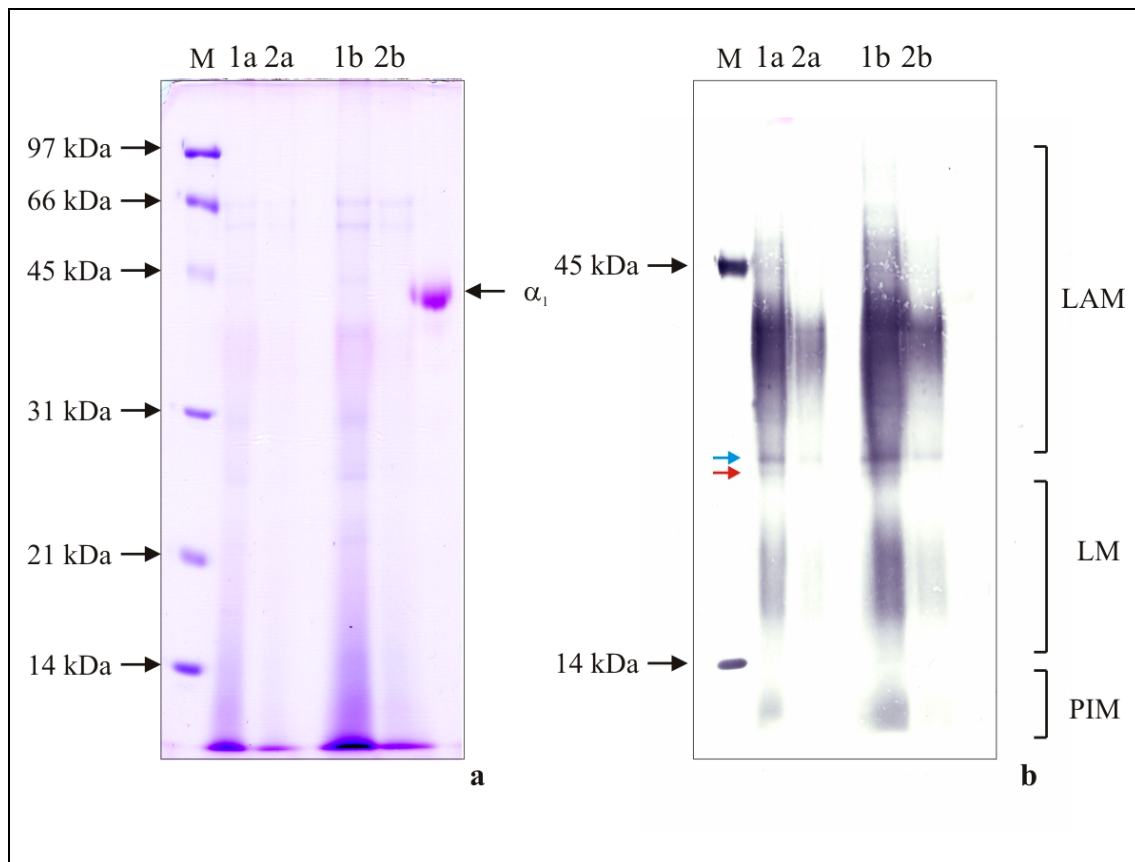 M 1a 2a 1b 2b
97 kDa
66 kDa
45 kDa
α₁
31 kDa
21 kDa
14 kDa
a
M 1a 2a 1b 2b
45 kDa
LAM
LM
14 kDa
PIM
b